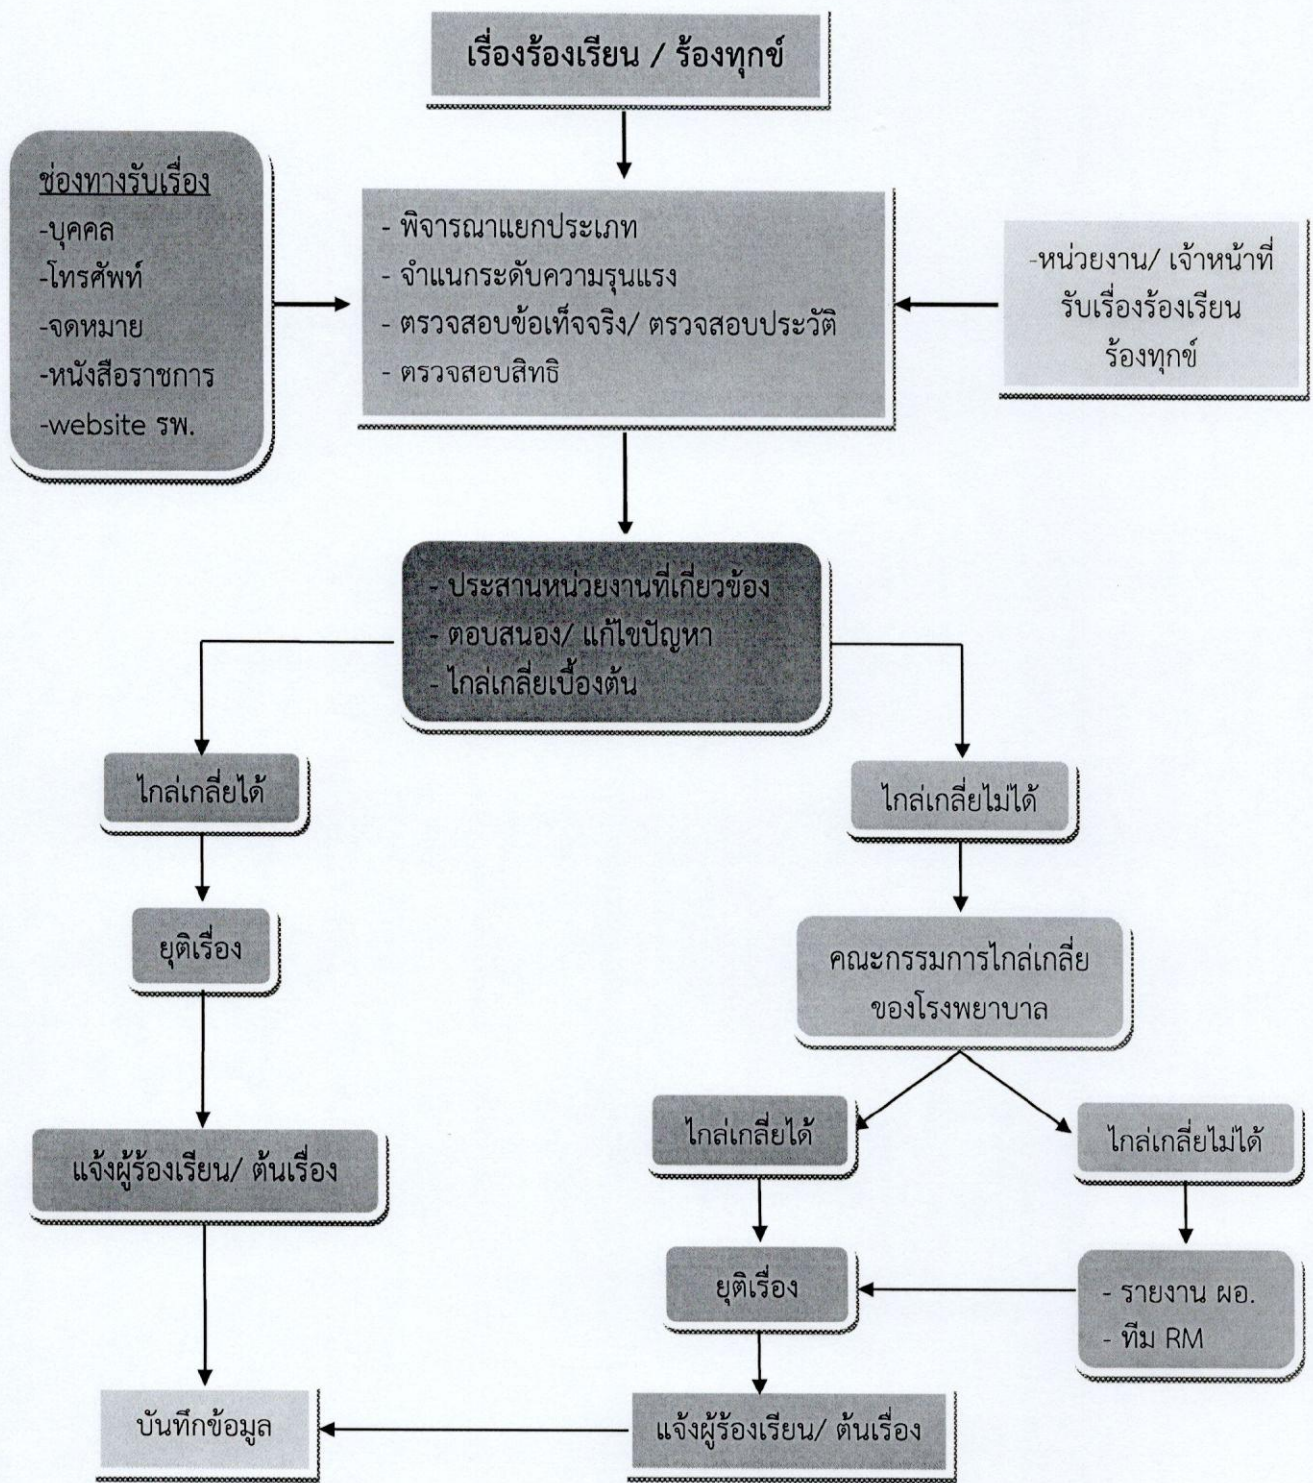 เรื่องร้องเรียน / ร้องทุกข์
ช่องทางรับเรื่อง
-บุคคล
-โทรศัพท์
-จดหมาย
-หนังสือราชการ
-website รพ.
- พิจารณาแยกประเภท
- จำแนกระดับความรุนแรง
- ตรวจสอบข้อเท็จจริง/ ตรวจสอบประวัติ
- ตรวจสอบสิทธิ
-หน่วยงาน/ เจ้าหน้าที่
รับเรื่องร้องเรียน
ร้องทุกข์
- ประสานหน่วยงานที่เกี่ยวข้อง
- ตอบสนอง/ แก้ไขปัญหา
- ไกล่เกลี่ยเบื้องต้น
ไกล่เกลี่ยได้
ไกล่เกลี่ยไม่ได้
ยุติเรื่อง
คณะกรรมการไกล่เกลี่ย
ของโรงพยาบาล
แจ้งผู้ร้องเรียน/ ต้นเรื่อง
ไกล่เกลี่ยได้
ไกล่เกลี่ยไม่ได้
ยุติเรื่อง
- รายงาน ผอ.
- ทีม RM
บันทึกข้อมูล
แจ้งผู้ร้องเรียน/ ต้นเรื่อง